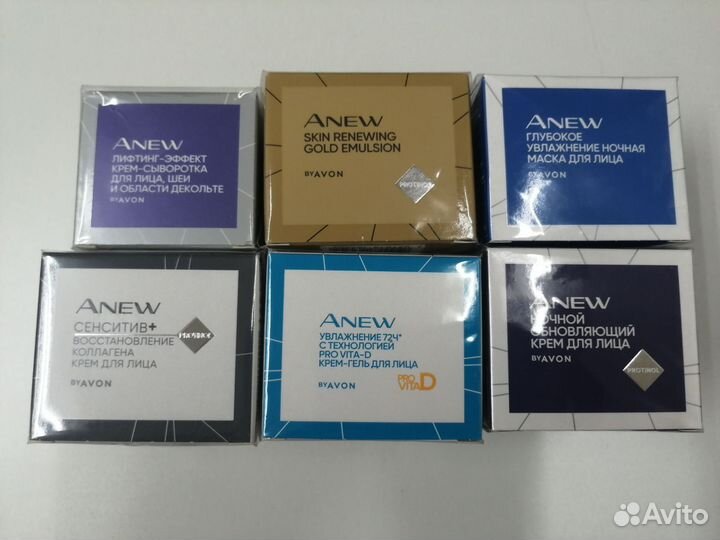 ANEW
ЛИФТИНГ-ЭФФЕКТ
КРЕМ-СЫВОРОТКА
ДЛЯ ЛИЦА, ШЕИ
И ОБЛАСТИ ДЕКОЛЬТЕ
BY AVON
ANEW
SKIN RENEWING
GOLD EMULSION
PROTINOL
BY AVON
ANEW
ГЛУБОКОЕ
УВЛАЖНЕНИЕ НОЧНАЯ
МАСКА ДЛЯ ЛИЦА
BY AVON
ANEW
СЕНСИТИВ+
ВОССТАНОВЛЕНИЕ
КОЛЛАГЕНА
КРЕМ ДЛЯ ЛИЦА
PROTINOL
BY AVON
ANEW
УВЛАЖНЕНИЕ 72Ч*
С ТЕХНОЛОГИЕЙ
PRO VITA-D
КРЕМ-ГЕЛЬ ДЛЯ ЛИЦА
BY AVON
PRO
VITA D
ANEW
НОЧНОЙ
ОБНОВЛЯЮЩИЙ
КРЕМ ДЛЯ ЛИЦА
BY AVON
PROTINOL
Avito